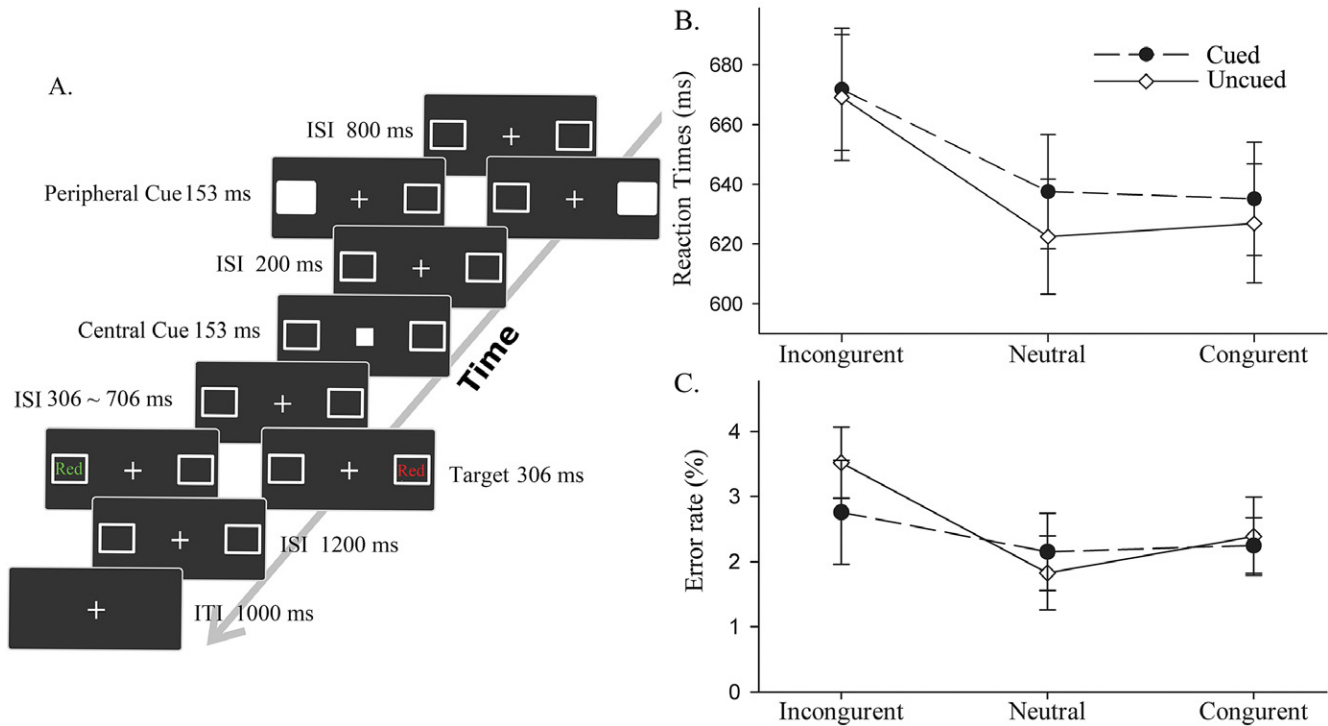 A.
ISI 800 ms
Peripheral Cue 153 ms
ISI 200 ms
Central Cue 153 ms
Time
ISI 306 ~ 706 ms
Red
Red
Target 306 ms
ISI 1200 ms
ITI 1000 ms
B.
Cued
Uncued
Reaction Times (ms)
680
660
640
620
600
Incongurent Neutral Congurent
C.
Error rate (%)
4
3
2
1
0
Incongurent Neutral Congurent